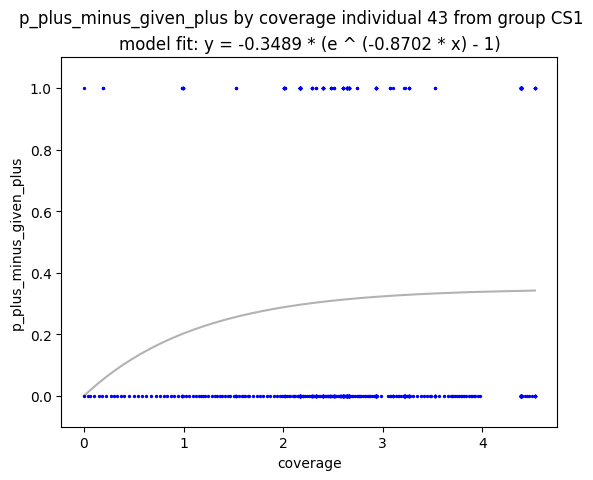 p_plus_minus_given_plus by coverage individual 43 from group CS1
model fit: y = -0.3489 * (e ^ (-0.8702 * x) - 1)
1.0
0.8
0.6
0.4
0.2
0.0
p_plus_minus_given_plus
0 1 2 3 4
coverage